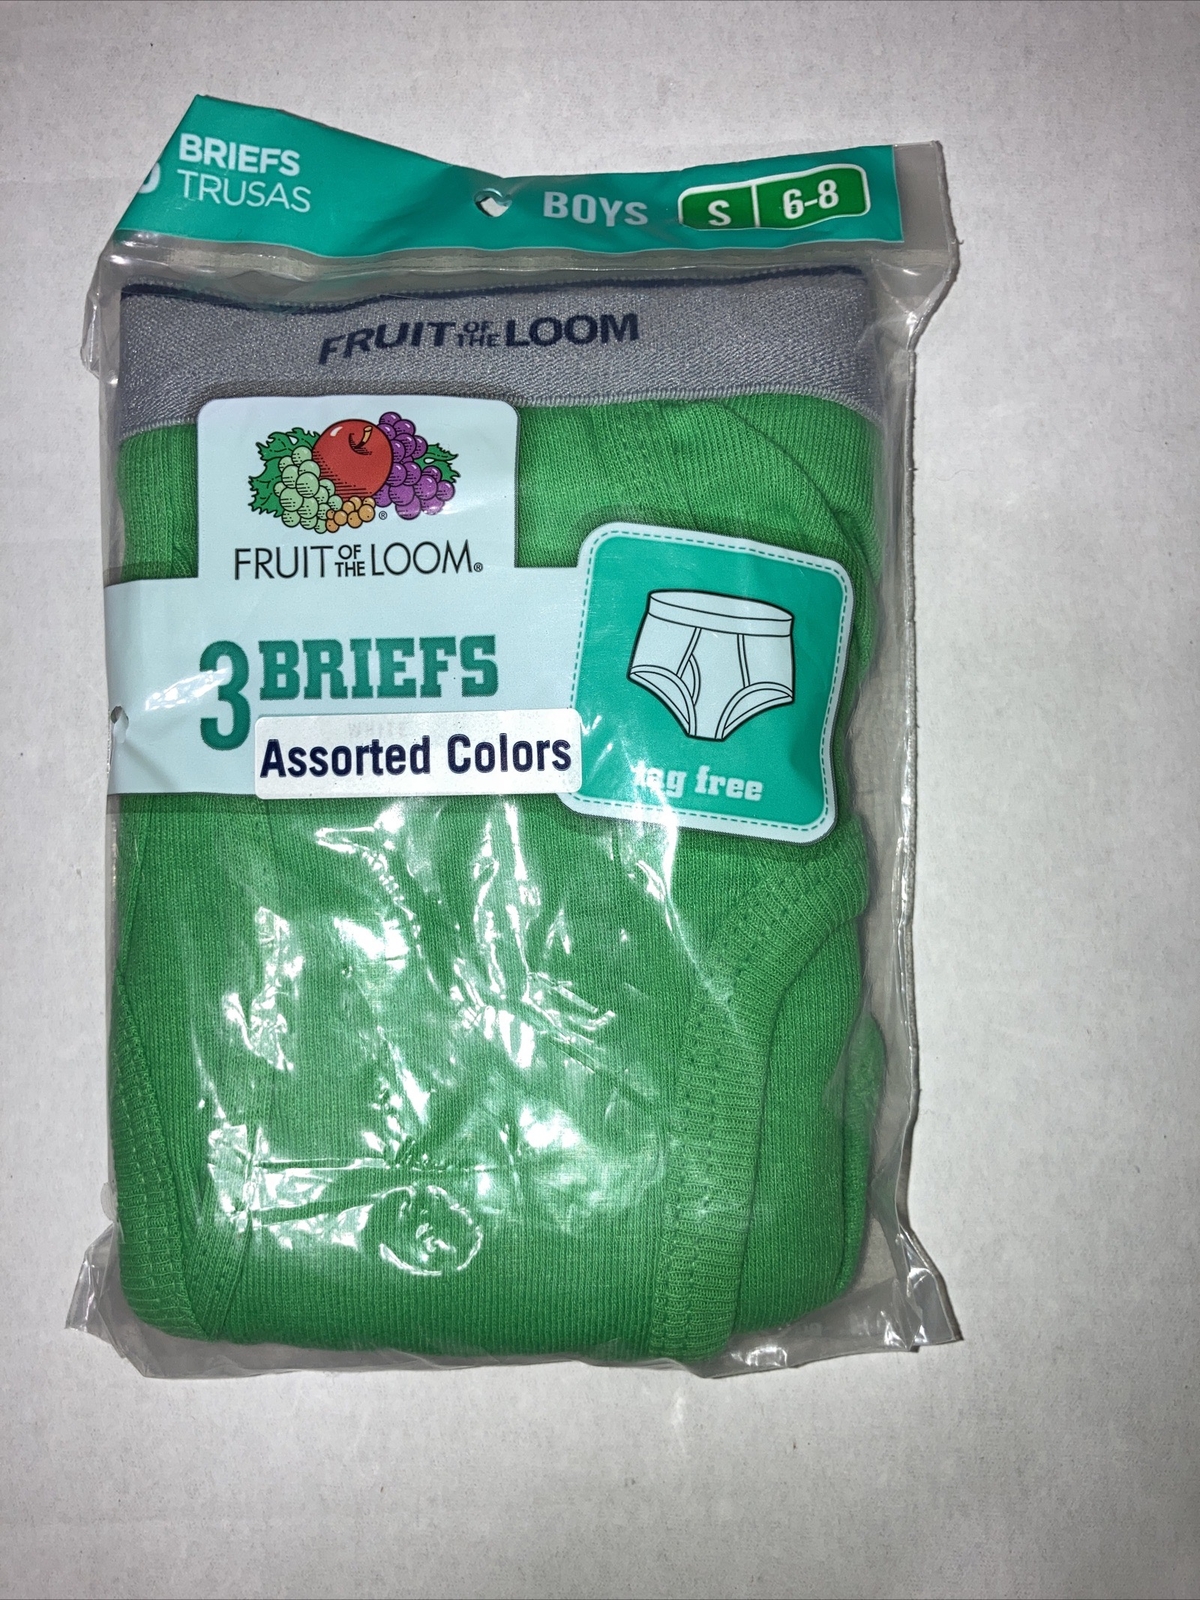 BRIEFS
TRUSAS
BOYS S 6-8
FRUIT OF THE LOOM
FRUIT OF THE LOOM®
3 BRIEFS
WHITE
Assorted Colors
tag free